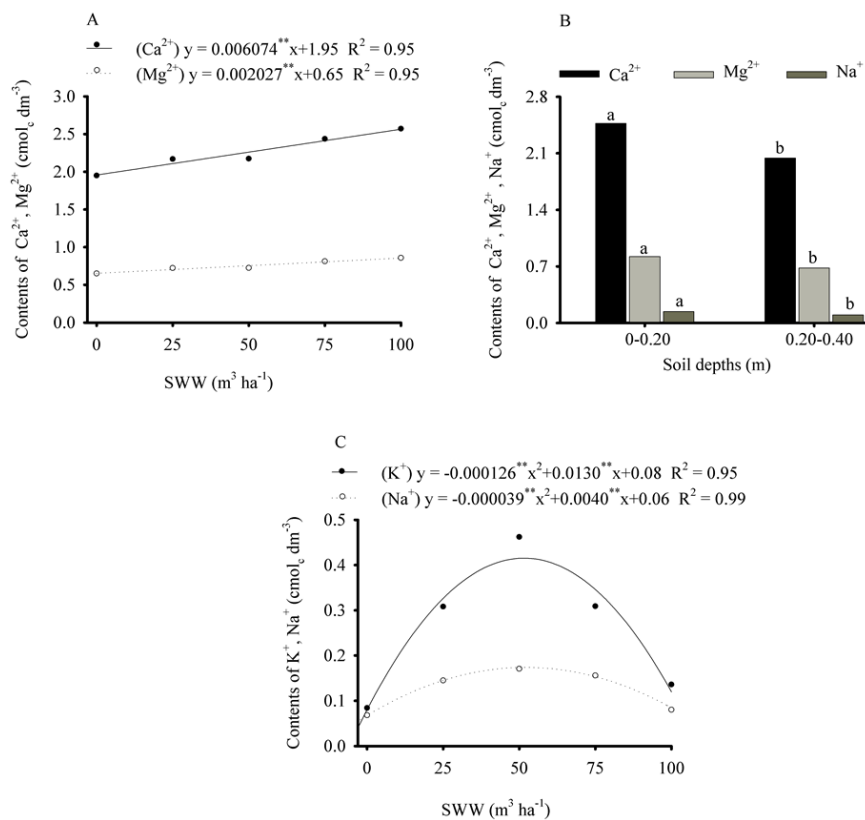 A
(Ca²⁺) y = 0.006074**x+1.95 R² = 0.95
(Mg²⁺) y = 0.002027**x+0.65 R² = 0.95
Contents of Ca²⁺, Mg²⁺ (cmol_c dm⁻³)
3.0
2.5
2.0
1.5
1.0
0.5
0.0
0 25 50 75 100
SWW (m³ ha⁻¹)
B
Ca²⁺ Mg²⁺ Na⁺
Contents of Ca²⁺, Mg²⁺, Na⁺ (cmol_c dm⁻³)
2.8
2.1
1.4
0.7
0.0
a
a
a
b
b
b
0-0.20 0.20-0.40
Soil depths (m)
C
(K⁺) y = -0.000126**x²+0.0130**x+0.08 R² = 0.95
(Na⁺) y = -0.000039**x²+0.0040**x+0.06 R² = 0.99
Contents of K⁺, Na⁺ (cmol_c dm⁻³)
0.5
0.4
0.3
0.2
0.1
0.0
0 25 50 75 100
SWW (m³ ha⁻¹)